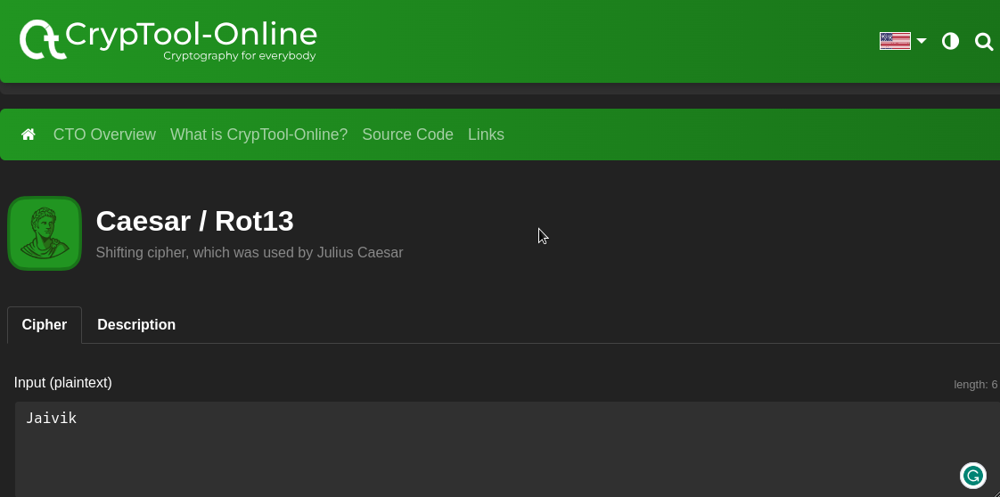 CrypTool-Online
Cryptography for everybody
CTO Overview What is CrypTool-Online? Source Code Links
Caesar / Rot13
Shifting cipher, which was used by Julius Caesar
Cipher Description
Input (plaintext) length: 6
Jaivik